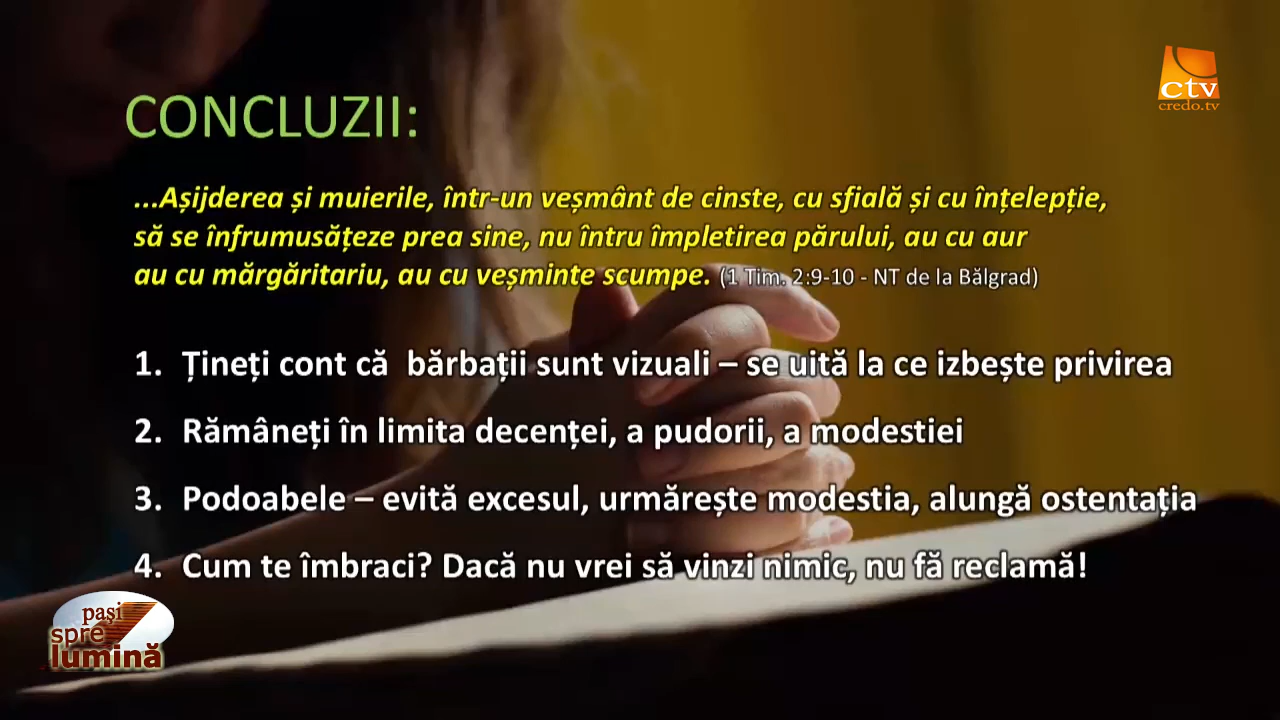 ctv
credo.tv
CONCLUZII:
...Așijderea și muierile, într-un veșmânt de cinste, cu sfială și cu înțelepție,
să se înfrumusățeze prea sine, nu întru împletirea părului, au cu aur
au cu mărgăritariu, au cu veșminte scumpe. (1 Tim. 2:9-10 - NT de la Bălgrad)
1. Țineți cont că bărbații sunt vizuali – se uită la ce izbește privirea
2. Rămâneți în limita decenței, a pudorii, a modestiei
3. Podoabele – evită excesul, urmărește modestia, alungă ostentația
4. Cum te îmbraci? Dacă nu vrei să vinzi nimic, nu fă reclamă!
pași
spre
lumină